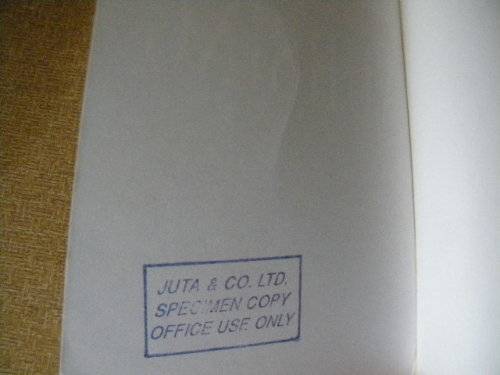 JUTA & CO. LTD.
SPECIMEN COPY
OFFICE USE ONLY